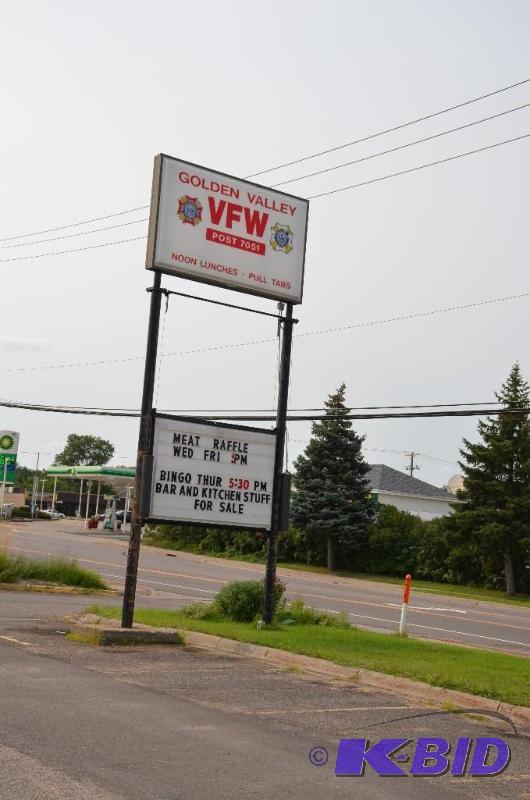 GOLDEN VALLEY
VFW
POST 7051
NOON LUNCHES - PULL TABS
MEAT RAFFLE
WED FRI 5PM
BINGO THUR 5:30 PM
BAR AND KITCHEN STUFF
FOR SALE
bp
© K-BID